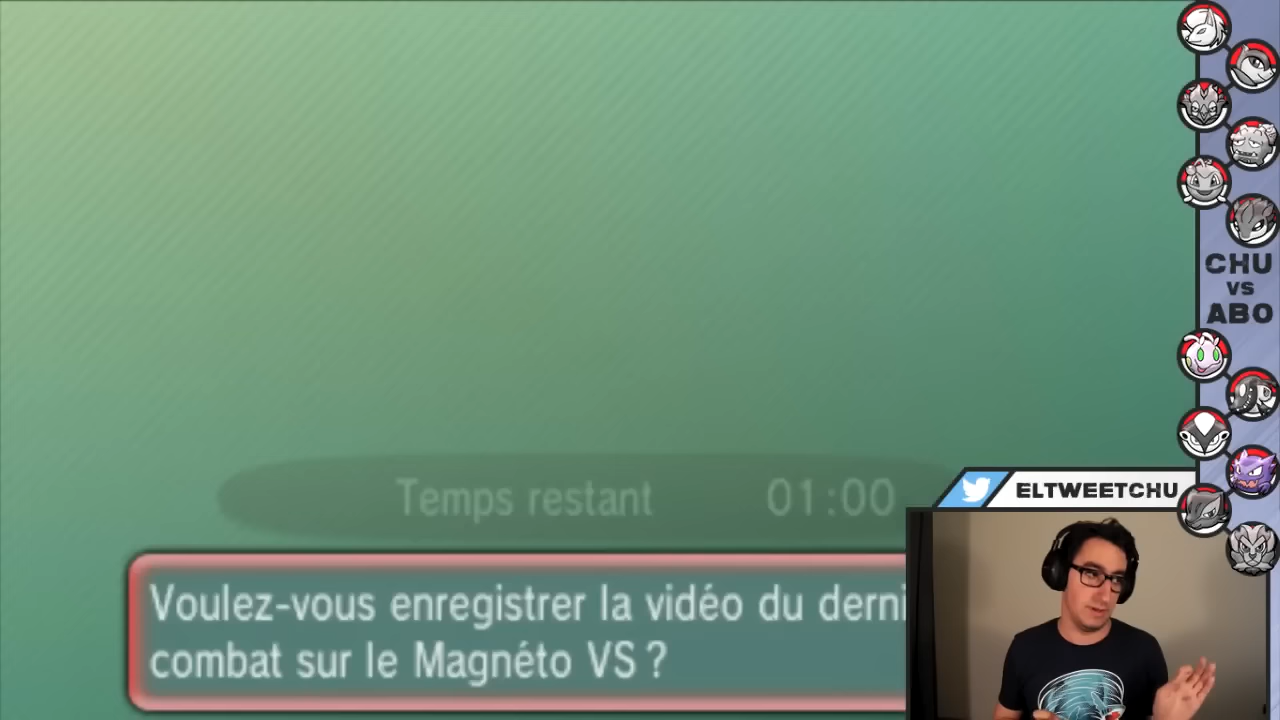 CHU
VS
ABO
Temps restant 01:00
ELTWEETCHU
Voulez-vous enregistrer la vidéo du derni
combat sur le Magnéto VS ?